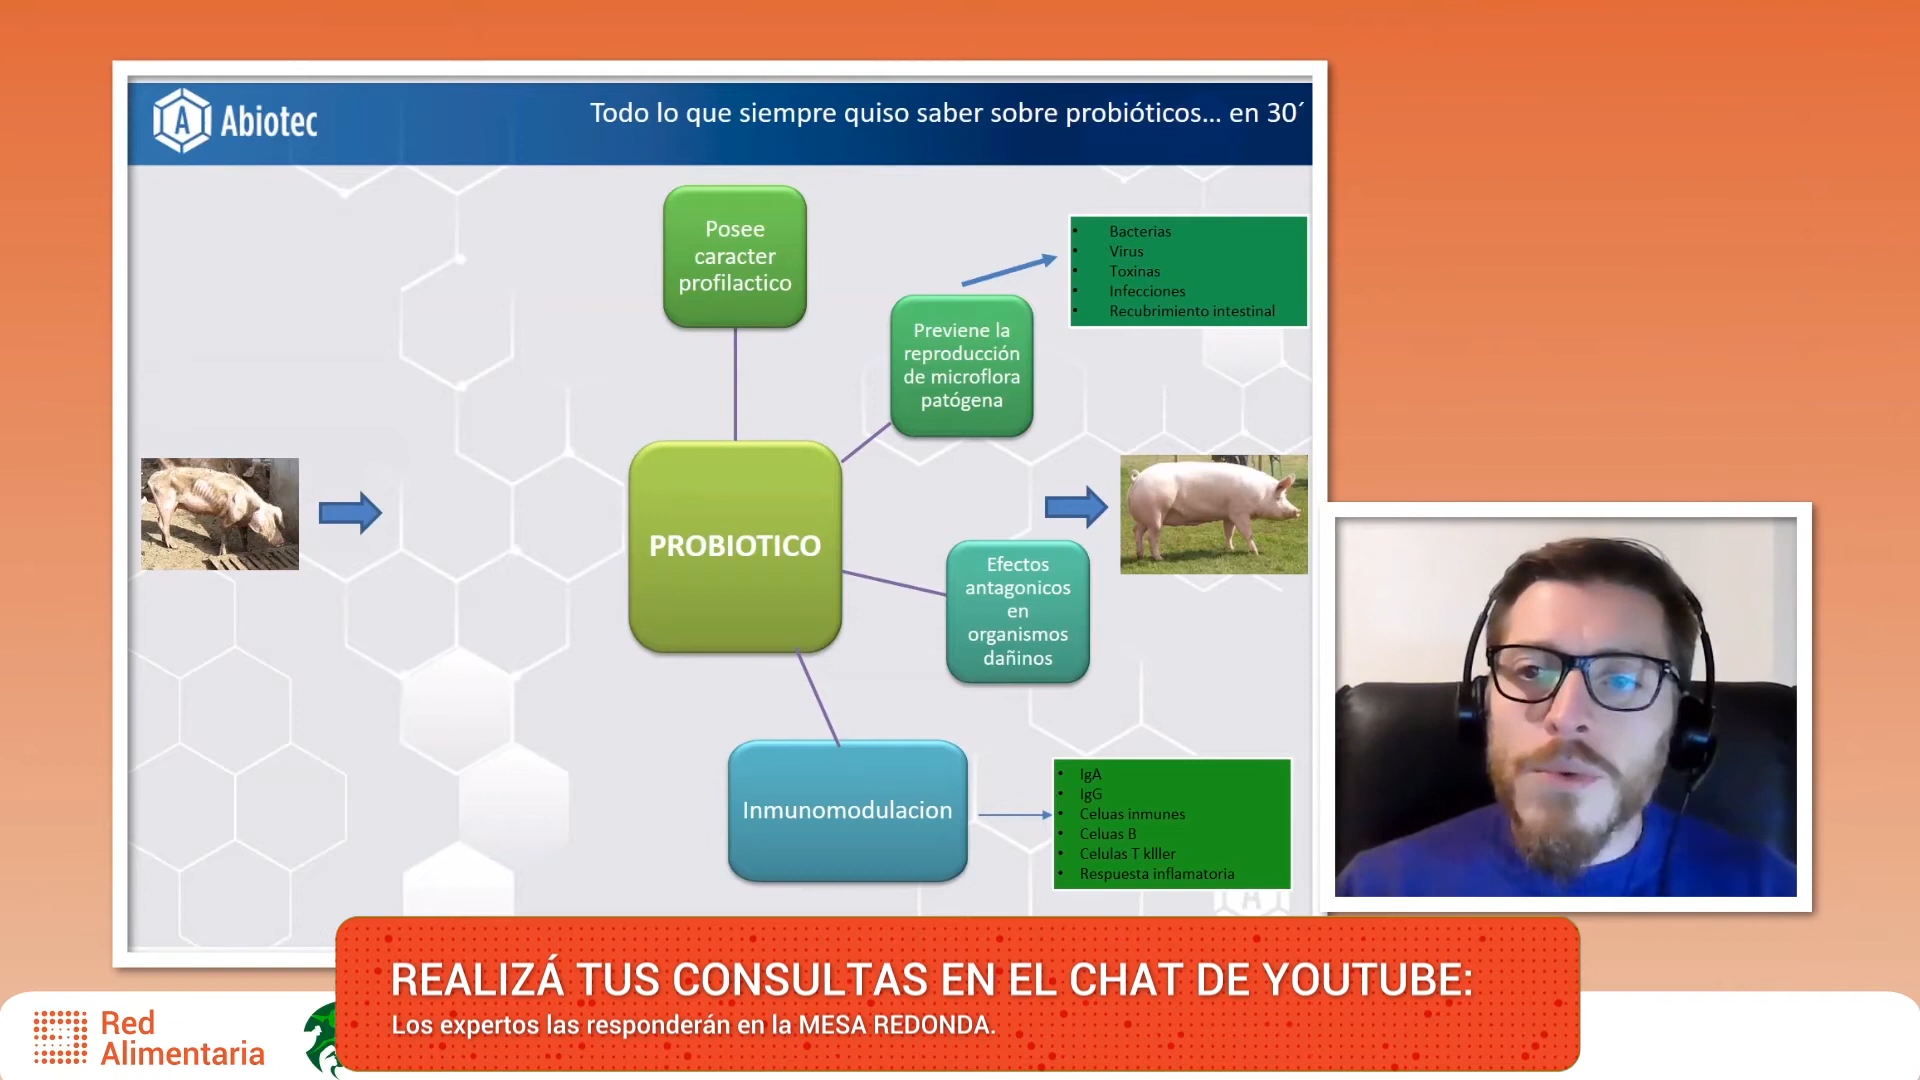 Abiotec
Todo lo que siempre quiso saber sobre probióticos... en 30´
Posee
caracter
profilactico
Previene la
reproducción
de microflora
patógena
• Bacterias
• Virus
• Toxinas
• Infecciones
• Recubrimiento intestinal
PROBIOTICO
Efectos
antagonicos
en
organismos
dañinos
Inmunomodulacion
• IgA
• IgG
• Celuas inmunes
• Celuas B
• Celulas T klller
• Respuesta inflamatoria
REALIZÁ TUS CONSULTAS EN EL CHAT DE YOUTUBE:
Los expertos las responderán en la MESA REDONDA.
Red
Alimentaria